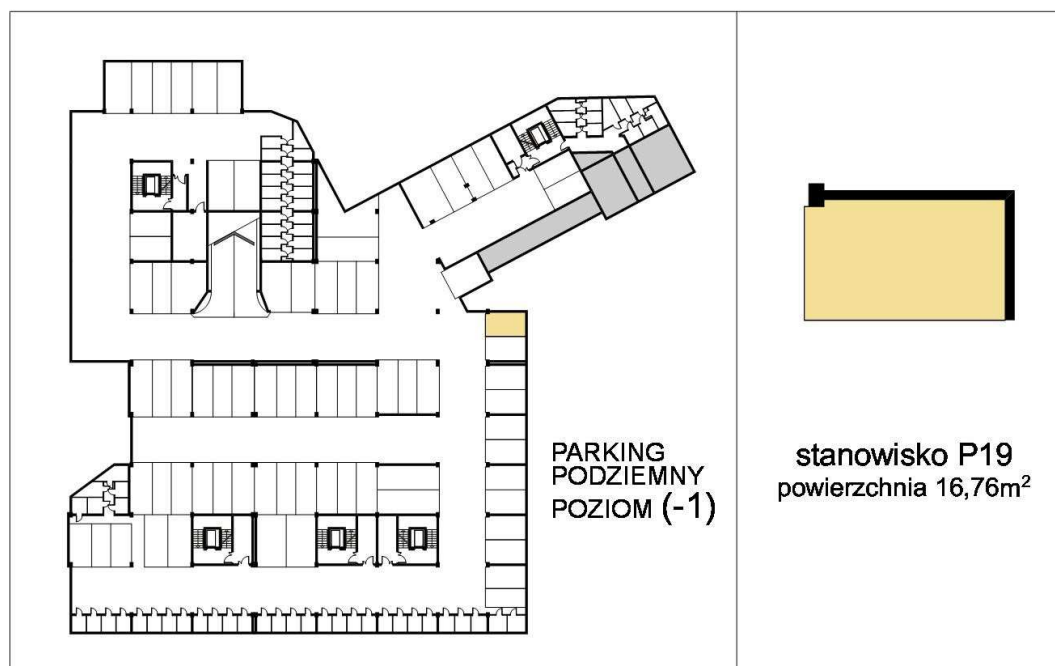 PARKING
PODZIEMNY
POZIOM (-1)
stanowisko P19
powierzchnia 16,76m²